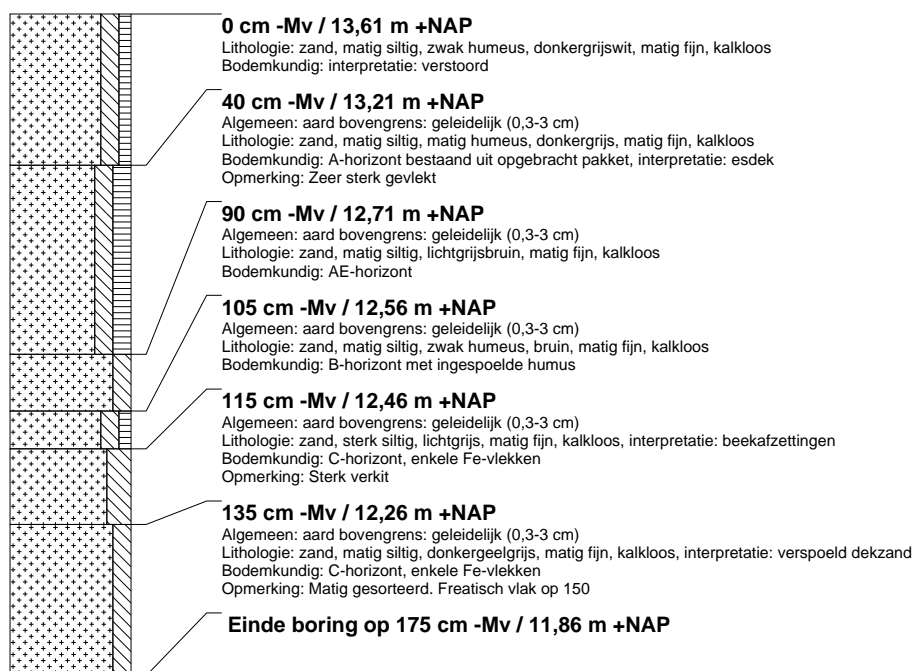 0 cm -Mv / 13,61 m +NAP
Lithologie: zand, matig siltig, zwak humeus, donkergrijswit, matig fijn, kalkloos
Bodemkundig: interpretatie: verstoord
40 cm -Mv / 13,21 m +NAP
Algemeen: aard bovengrens: geleidelijk (0,3-3 cm)
Lithologie: zand, matig siltig, matig humeus, donkergrijs, matig fijn, kalkloos
Bodemkundig: A-horizont bestaand uit opgebracht pakket, interpretatie: esdek
Opmerking: Zeer sterk gevlekt
90 cm -Mv / 12,71 m +NAP
Algemeen: aard bovengrens: geleidelijk (0,3-3 cm)
Lithologie: zand, matig siltig, lichtgrijsbruin, matig fijn, kalkloos
Bodemkundig: AE-horizont
105 cm -Mv / 12,56 m +NAP
Algemeen: aard bovengrens: geleidelijk (0,3-3 cm)
Lithologie: zand, matig siltig, zwak humeus, bruin, matig fijn, kalkloos
Bodemkundig: B-horizont met ingespoelde humus
115 cm -Mv / 12,46 m +NAP
Algemeen: aard bovengrens: geleidelijk (0,3-3 cm)
Lithologie: zand, sterk siltig, lichtgrijs, matig fijn, kalkloos, interpretatie: beekafzettingen
Bodemkundig: C-horizont, enkele Fe-vlekken
Opmerking: Sterk verkit
135 cm -Mv / 12,26 m +NAP
Algemeen: aard bovengrens: geleidelijk (0,3-3 cm)
Lithologie: zand, matig siltig, donkergeelgrijs, matig fijn, kalkloos, interpretatie: verspoeld dekzand
Bodemkundig: C-horizont, enkele Fe-vlekken
Opmerking: Matig gesorteerd. Freatisch vlak op 150
Einde boring op 175 cm -Mv / 11,86 m +NAP